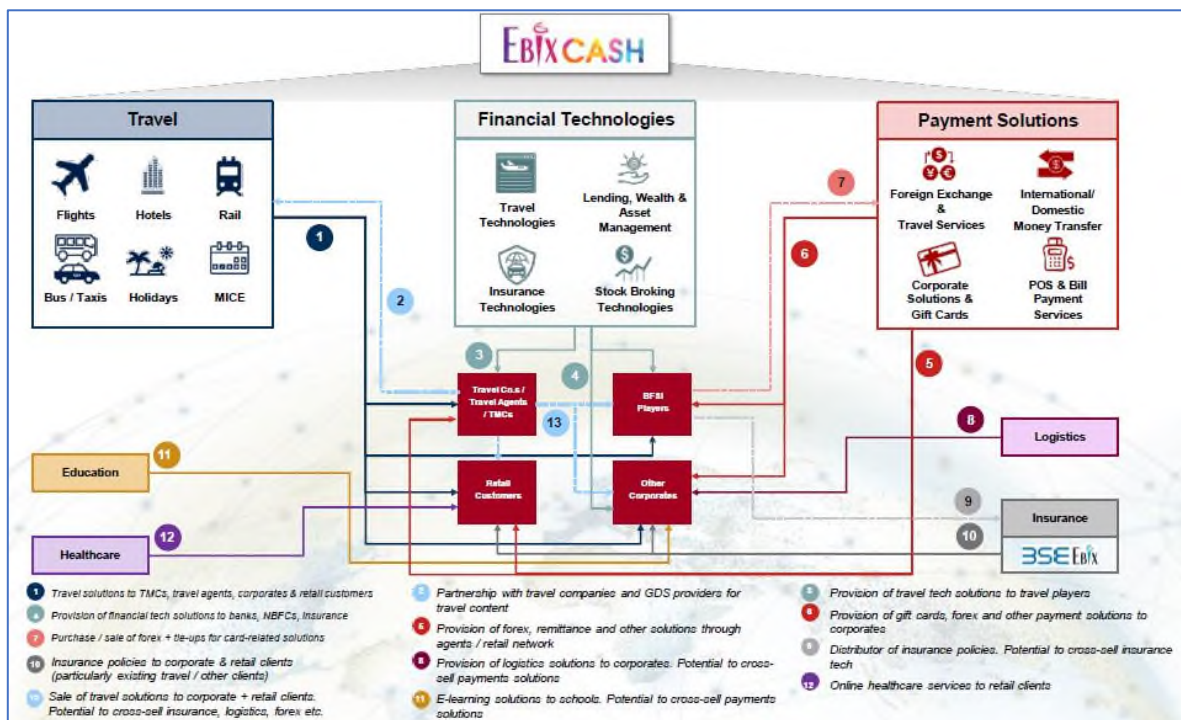 EBIXCASH
Travel
Flights
Hotels
Rail
Bus / Taxis
Holidays
MICE
Financial Technologies
Travel
Technologies
Lending, Wealth &
Asset
Management
Insurance
Technologies
Stock Broking
Technologies
Payment Solutions
Foreign Exchange
&
Travel Services
International/
Domestic
Money Transfer
Corporate
Solutions &
Gift Cards
POS & Bill
Payment
Services
1
2
3
4
7
6
5
Travel Co.s /
Travel Agents
/ TMCs
13
BFSI
Players
Retail
Customers
Other
Corporates
Education
11
Healthcare
12
8
Logistics
9
10
Insurance
BSE EBIX
1 Travel solutions to TMCs, travel agents, corporates & retail customers
Provision of financial tech solutions to banks, NBFCs, Insurance
7 Purchase / sale of forex + tie-ups for card-related solutions
10 Insurance policies to corporate & retail clients
(particularly existing travel / other clients)
Sale of travel solutions to corporate + retail clients.
Potential to cross-sell insurance, logistics, forex etc.
Partnership with travel companies and GDS providers for
travel content
Provision of forex, remittance and other solutions through
agents / retail network
Provision of logistics solutions to corporates. Potential to cross-
sell payments solutions
11 E-learning solutions to schools. Potential to cross-sell payments
solutions
Provision of travel tech solutions to travel players
Provision of gift cards, forex and other payment solutions to
corporates
Distributor of insurance policies. Potential to cross-sell insurance
tech
12 Online healthcare services to retail clients